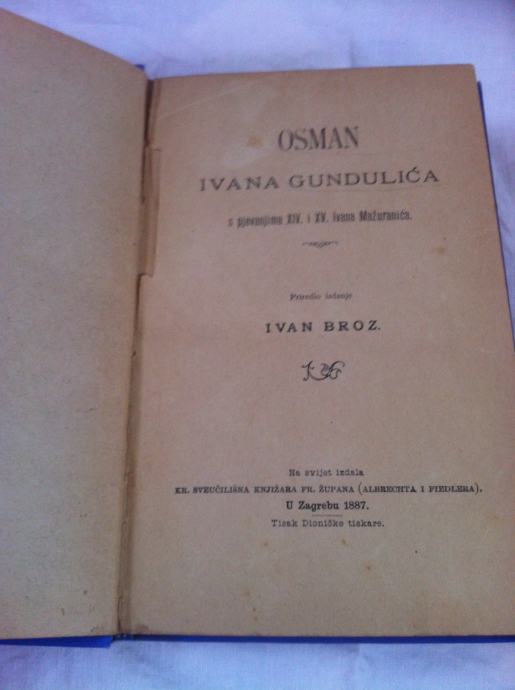 OSMAN
IVANA GUNDULIĆA
s pjevanjima XIV. i XV. Ivana Mažuranića.
Priredio izdanje
IVAN BROZ.
Na svijet izdala
KR. SVEUČILIŠNA KNJIŽARA FR. ŽUPANA (ALBRECHTA I FIEDLERA).
U Zagrebu 1887.
Tisak Dioničke tiskare.